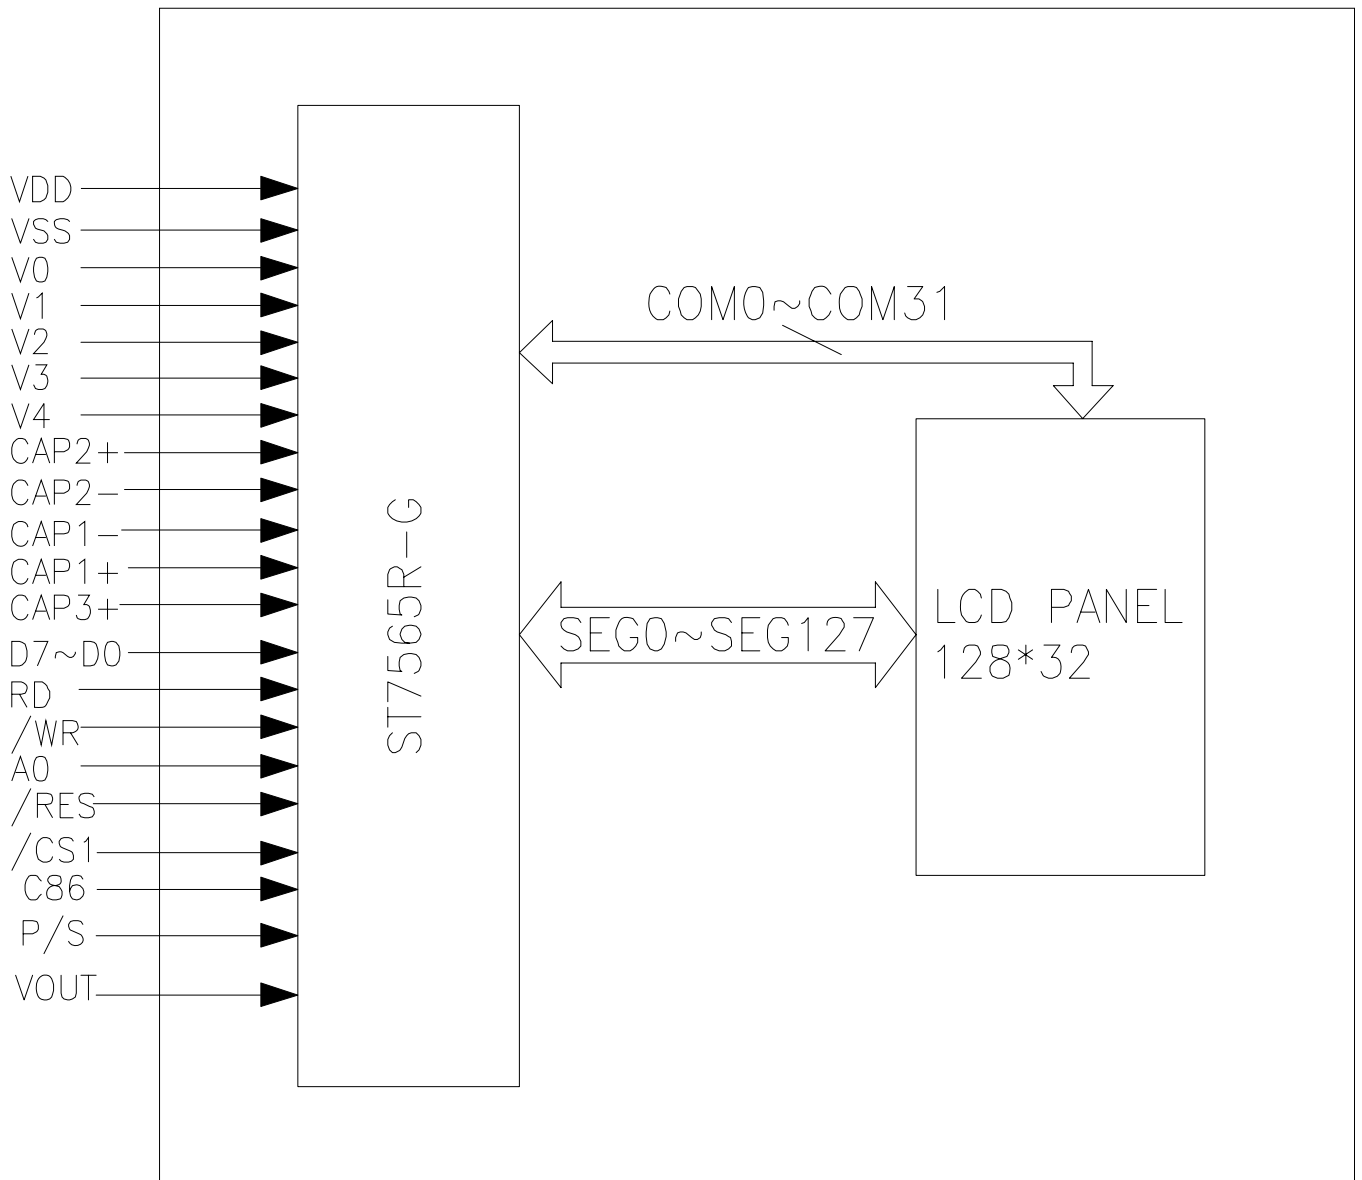 VDD
VSS
V0
V1
V2
V3
V4
CAP2+
CAP2-
CAP1-
CAP1+
CAP3+
D7~D0
RD
/WR
A0
/RES
/CS1
C86
P/S
VOUT
ST7565R-G
COM0~COM31
SEG0~SEG127
LCD PANEL
128*32